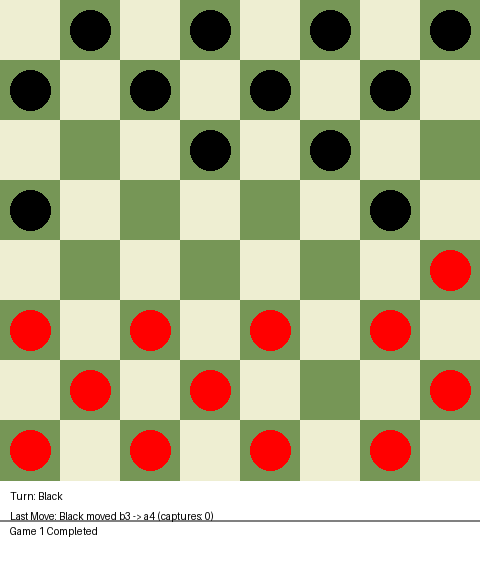 Turn: Black
Last Move: Black moved b3 -> a4 (captures: 0)
Game 1 Completed